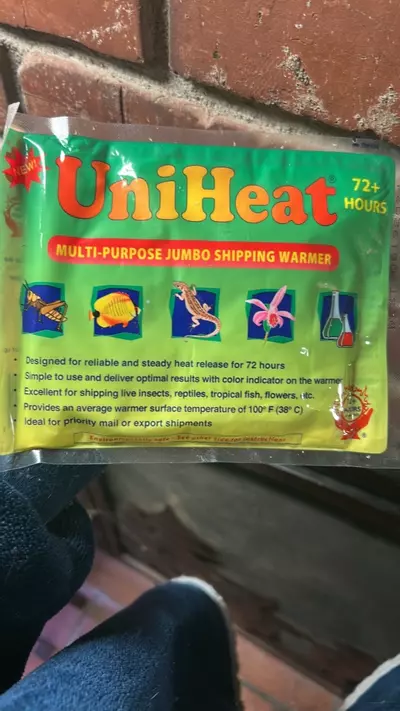 NEW!
UniHeat®
72+
HOURS
MULTI-PURPOSE JUMBO SHIPPING WARMER
• Designed for reliable and steady heat release for 72 hours
• Simple to use and deliver optimal results with color indicator on the warmer
• Excellent for shipping live insects, reptiles, tropical fish, flowers, etc.
• Provides an average warmer surface temperature of 100° F (38° C)
• Ideal for priority mail or export shipments